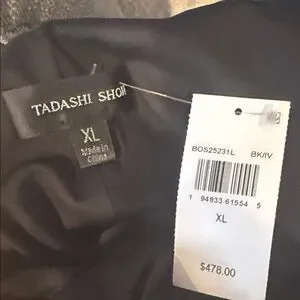 TADASHI SHOJI
XL
Made in
China
BOS25231L BK/IV
1 94833 61554 5
XL
$478.00